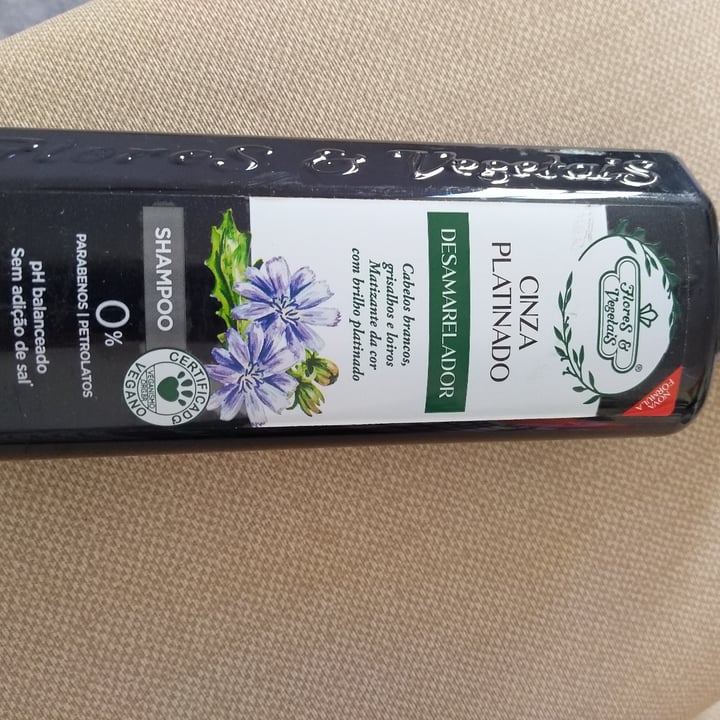 Flores & Vegetais
NOVA
FÓRMULA
Flores &
Vegetais
®
CINZA
PLATINADO
DESAMARELADOR
Cabelos brancos,
grisalhos e loiros
Matizante da cor
com brilho platinado
SHAMPOO
CERTIFICADO
VEGANO
0%
PARABENOS | PETROLATOS
pH balanceado
Sem adição de sal*